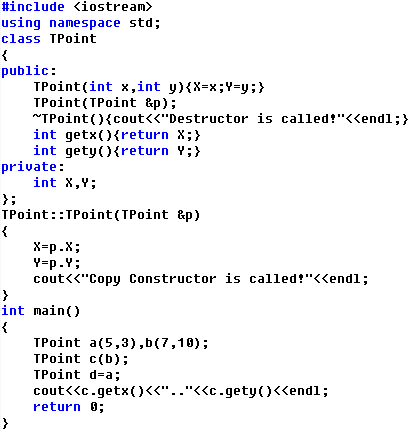 #include <iostream>
using namespace std;
class TPoint
{
public:
    TPoint(int x,int y){X=x;Y=y;}
    TPoint(TPoint &p);
    ~TPoint(){cout<<"Destructor is called!"<<endl;}
    int getx(){return X;}
    int gety(){return Y;}
private:
    int X,Y;
};
TPoint::TPoint(TPoint &p)
{
    X=p.X;
    Y=p.Y;
    cout<<"Copy Constructor is called!"<<endl;
}
int main()
{
    TPoint a(5,3),b(7,10);
    TPoint c(b);
    TPoint d=a;
    cout<<c.getx()<<".."<<c.gety()<<endl;
    return 0;
}